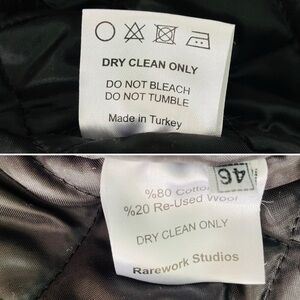 DRY CLEAN ONLY
DO NOT BLEACH
DO NOT TUMBLE
Made in Turkey
46
%80 Cotton
%20 Re-Used Wool
DRY CLEAN ONLY
Rarework Studios